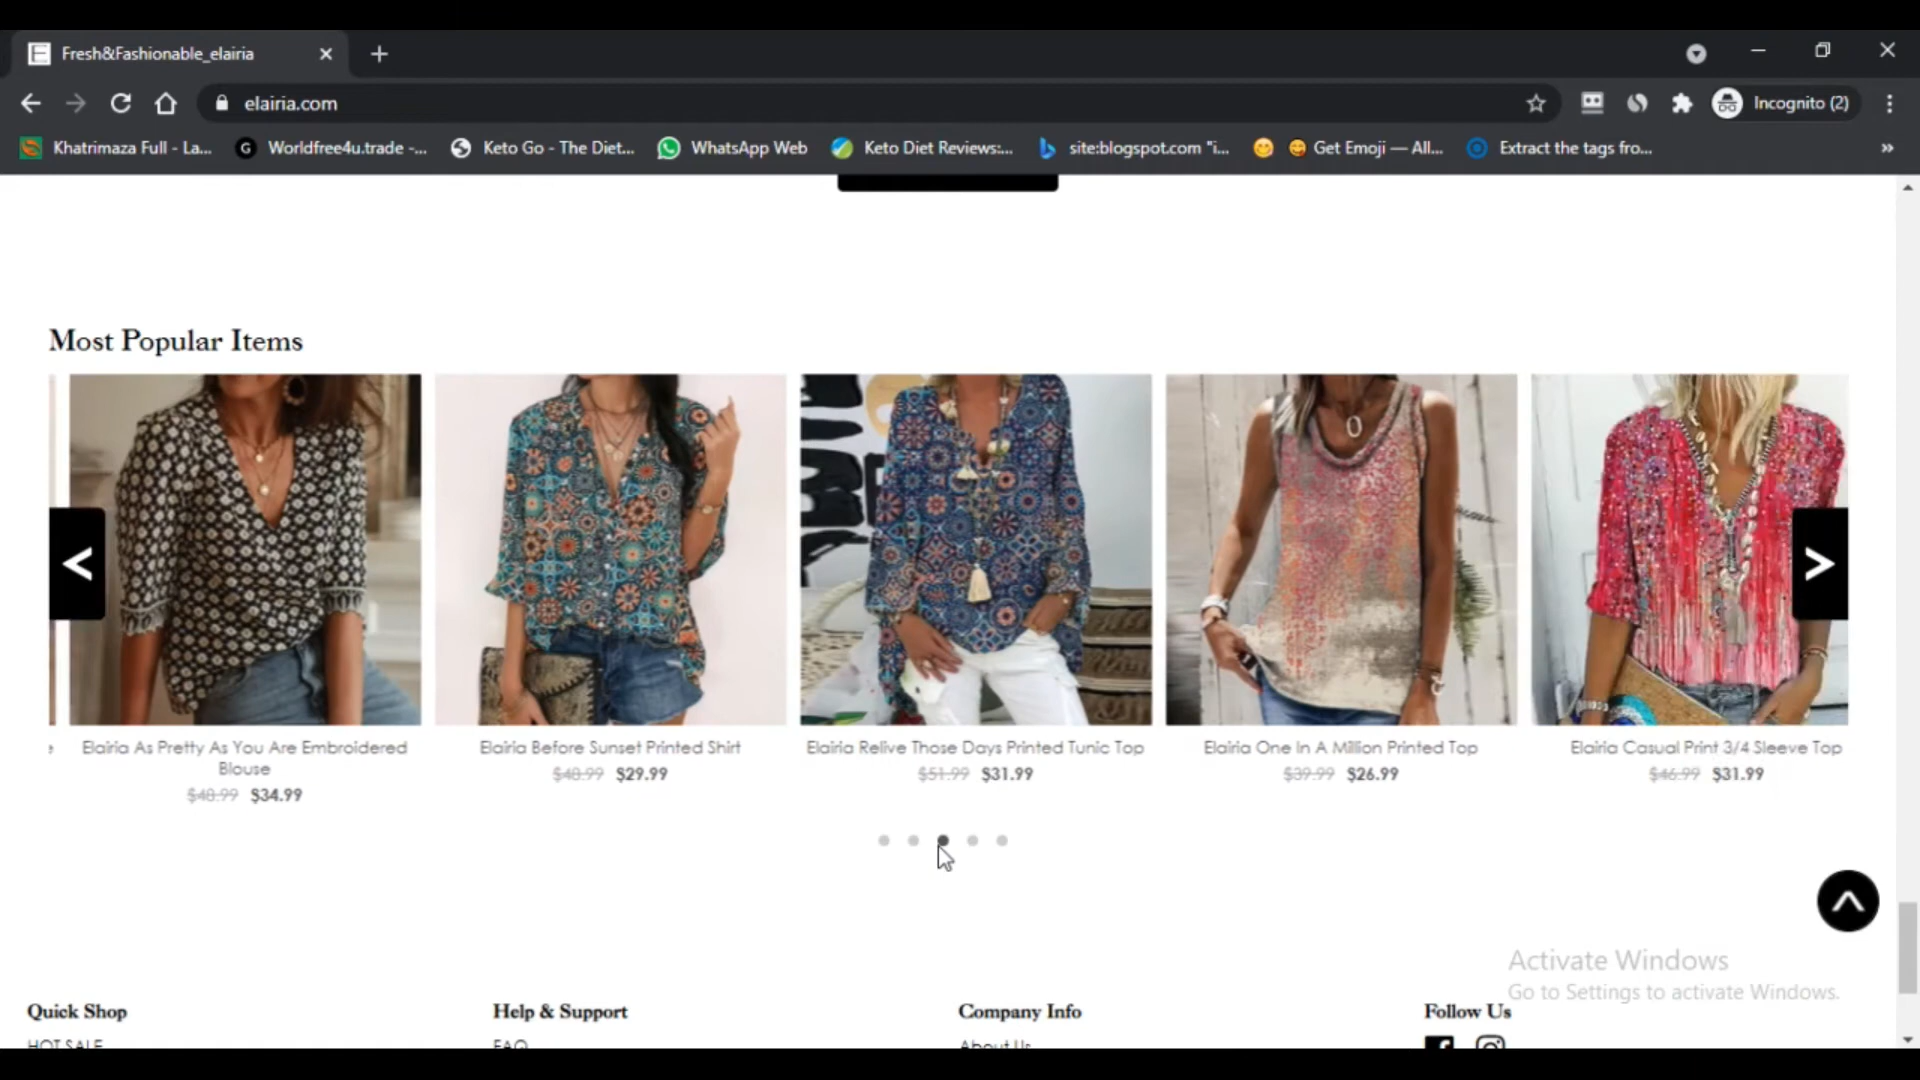 Fresh&Fashionable_elairia
elairia.com
Incognito (2)
Khatrimaza Full - La...
Worldfree4u.trade -...
Keto Go - The Diet...
WhatsApp Web
Keto Diet Reviews:...
site:blogspot.com "i...
Get Emoji — All...
Extract the tags fro...
Most Popular Items
Elairia As Pretty As You Are Embroidered
Blouse
$48.99 $34.99
Elairia Before Sunset Printed Shirt
$48.99 $29.99
Elairia Relive Those Days Printed Tunic Top
$51.99 $31.99
Elairia One In A Million Printed Top
$39.99 $26.99
Elairia Casual Print 3/4 Sleeve Top
$46.99 $31.99
Activate Windows
Go to Settings to activate Windows.
Quick Shop
Help & Support
Company Info
Follow Us
HOT SALE
FAQ
About Us